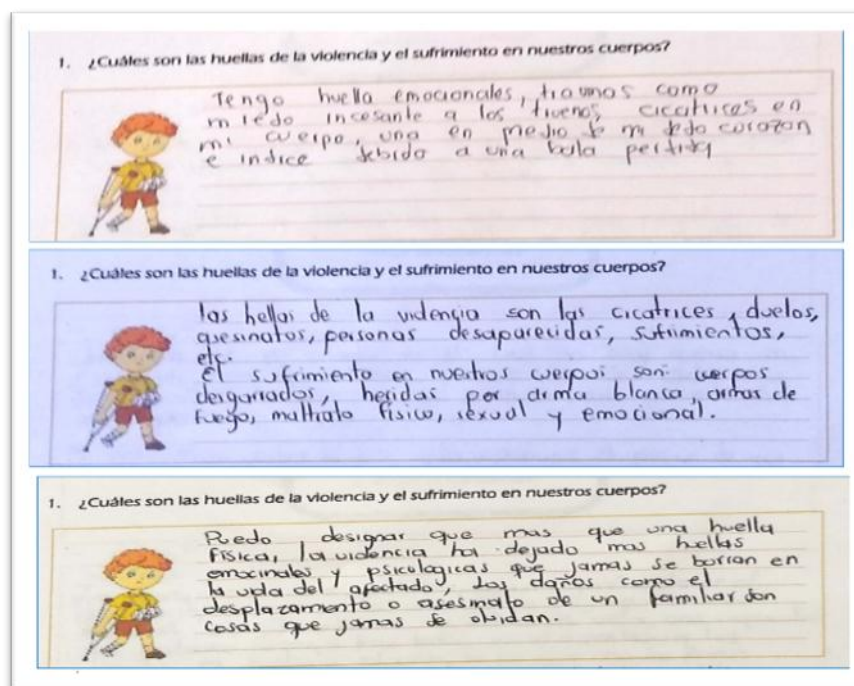 1. ¿Cuáles son las huellas de la violencia y el sufrimiento en nuestros cuerpos?
Tengo huella emocionales, traumas como
miedo incesante a los truenos, cicatrices en
mi cuerpo, una en medio de mi dedo corazon
e indice debido a una bala perdida
1. ¿Cuáles son las huellas de la violencia y el sufrimiento en nuestros cuerpos?
las hellas de la videncia son las cicatrices, duelos,
asesinatos, personas desaparecidas, sufrimientos,
etc.
el sufrimiento en nuestros cuerpos son: cuerpos
desgarrados, heridas por arma blanca, armas de
fuego, maltrato físico, sexual y emocional.
1. ¿Cuáles son las huellas de la violencia y el sufrimiento en nuestros cuerpos?
Puedo designar que mas que una huella
física, la videncia ha dejado mas hellas
emocinales y psicologicas que jamas se borran en
la vida del afectado, los daños como el
desplazamento o asesinato de un familiar son
cosas que jamas se olvidan.